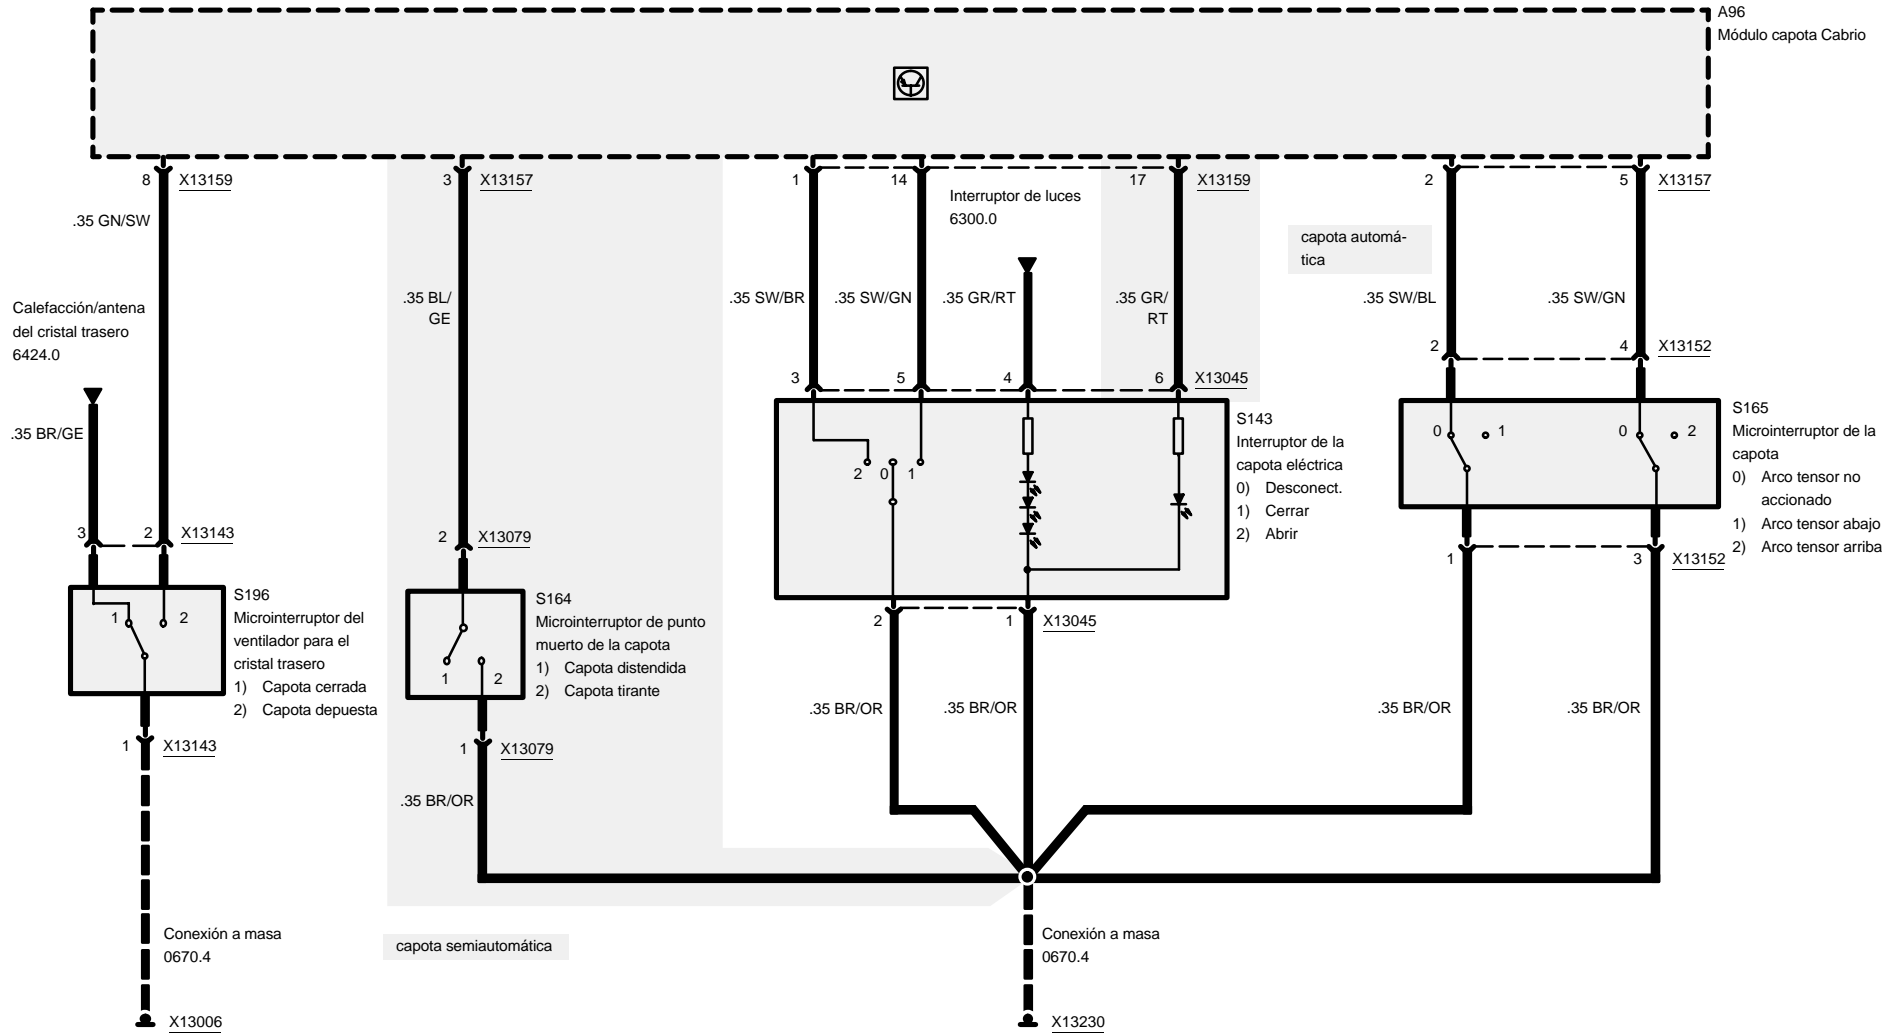 A96
Módulo capota Cabrio
8 X13159
3 X13157
1 14 17 X13159
2 5 X13157
Interruptor de luces
6300.0
.35 GN/SW
capota automá-
tica
Calefacción/antena
del cristal trasero
6424.0
.35 BL/
GE
.35 SW/BR
.35 SW/GN
.35 GR/RT
.35 GR/
RT
.35 SW/BL
.35 SW/GN
2 4 X13152
3 5 4 6 X13045
.35 BR/GE
S143
Interruptor de la
capota eléctrica
0) Desconect.
1) Cerrar
2) Abrir
2 0 1
0 1 0 2
S165
Microinterruptor de la
capota
0) Arco tensor no
accionado
1) Arco tensor abajo
2) Arco tensor arriba
3 2 X13143
2 X13079
1 3 X13152
1 2
S196
Microinterruptor del
ventilador para el
cristal trasero
1) Capota cerrada
2) Capota depuesta
1 2
S164
Microinterruptor de punto
muerto de la capota
1) Capota distendida
2) Capota tirante
2 1 X13045
.35 BR/OR
.35 BR/OR
.35 BR/OR
.35 BR/OR
1 X13143
1 X13079
.35 BR/OR
Conexión a masa
0670.4
capota semiautomática
Conexión a masa
0670.4
X13006
X13230